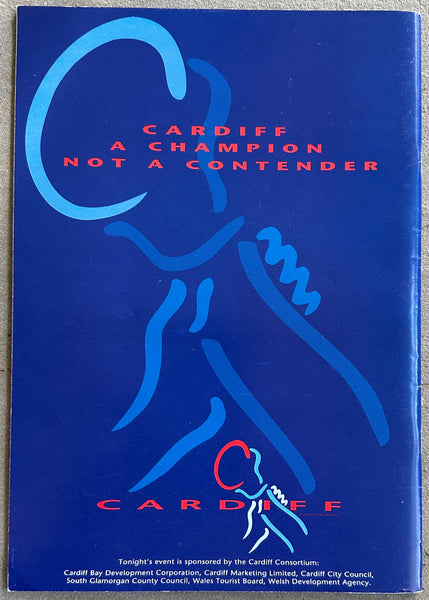 CARDIFF
A CHAMPION
NOT A CONTENDER
CARDIFF
Tonight's event is sponsored by the Cardiff Consortium:
Cardiff Bay Development Corporation, Cardiff Marketing Limited, Cardiff City Council,
South Glamorgan County Council, Wales Tourist Board, Welsh Development Agency.